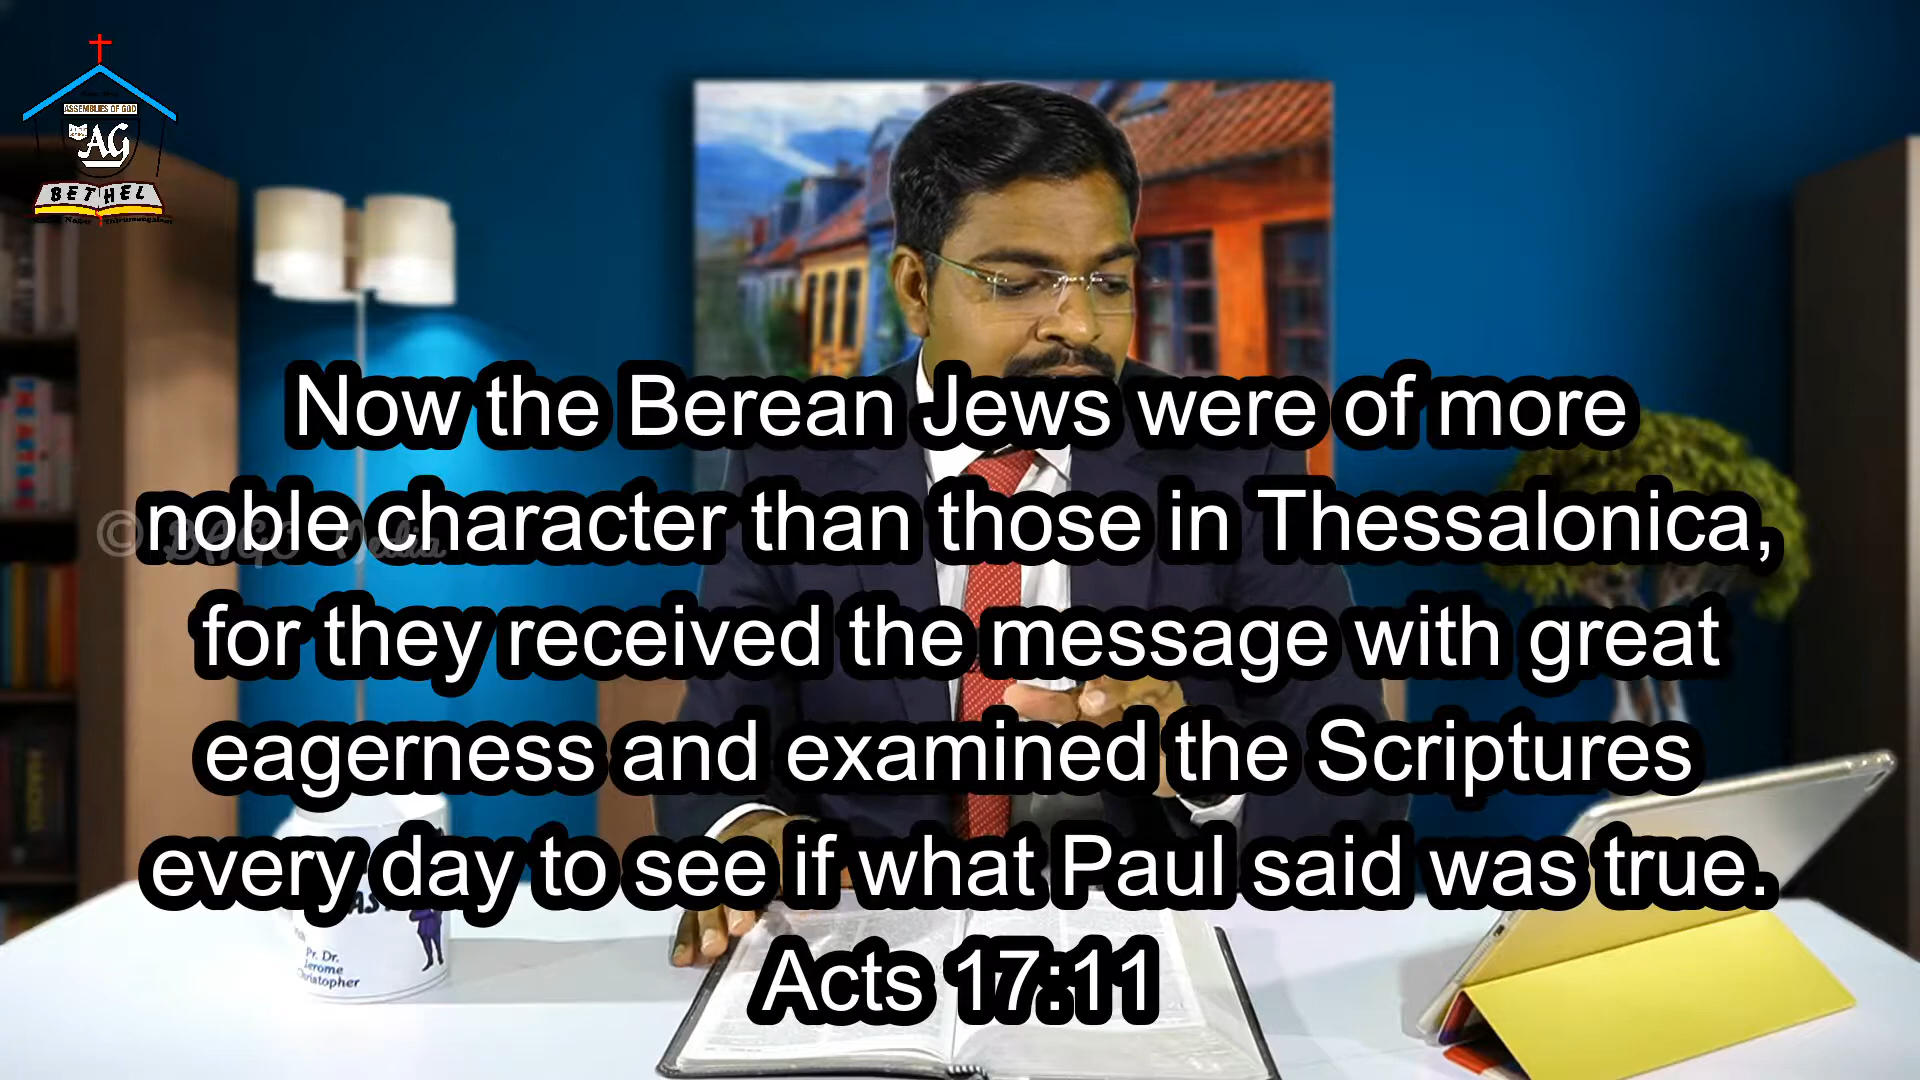 ASSEMBLIES OF GOD
AG
BETHEL
Now the Berean Jews were of more
noble character than those in Thessalonica,
© BAGC Media
for they received the message with great
eagerness and examined the Scriptures
every day to see if what Paul said was true.
Acts 17:11
Pr. Dr.
Jerome
Christopher